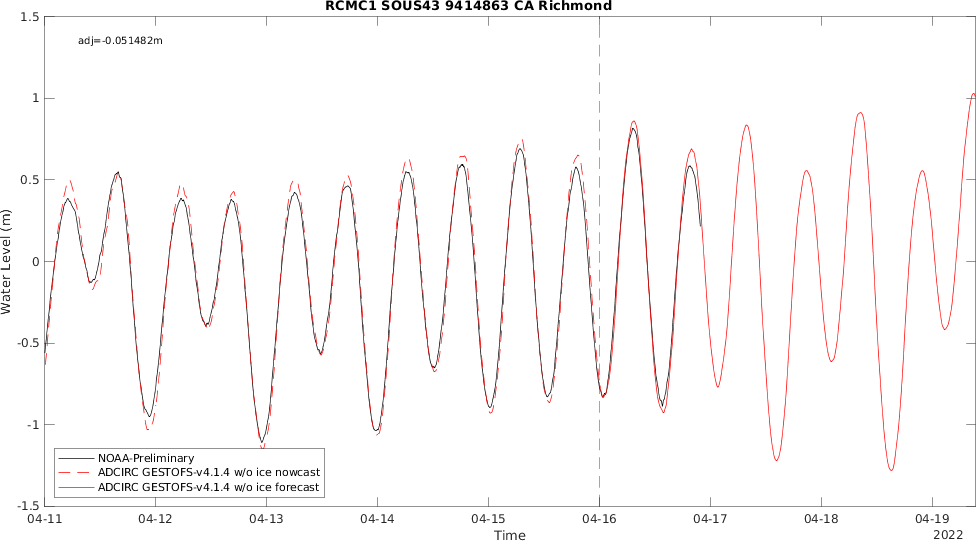 RCMC1 SOUS43 9414863 CA Richmond
adj=-0.051482m
1.5
1
0.5
0
-0.5
-1
-1.5
Water Level (m)
NOAA-Preliminary
ADCIRC GESTOFS-v4.1.4 w/o ice nowcast
ADCIRC GESTOFS-v4.1.4 w/o ice forecast
04-11 04-12 04-13 04-14 04-15 04-16 04-17 04-18 04-19
Time
2022